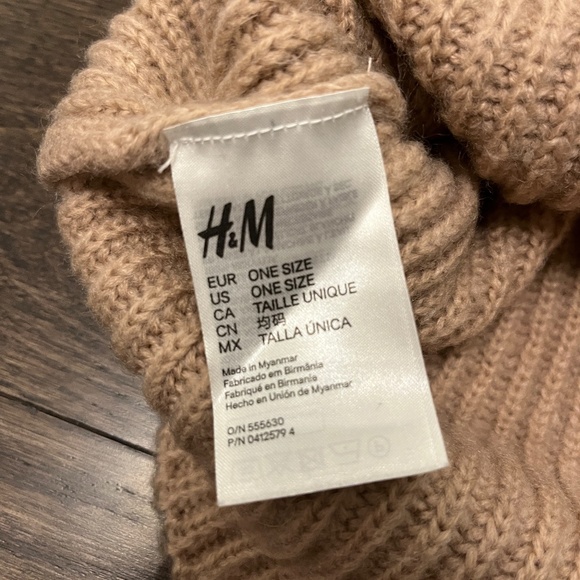 H&M
EUR ONE SIZE
US ONE SIZE
CA TAILLE UNIQUE
CN 均码
MX TALLA ÚNICA
Made in Myanmar
Fabricado em Birmânia
Fabriqué en Birmanie
Hecho en Unión de Myanmar
O/N 555630
P/N 0412579 4